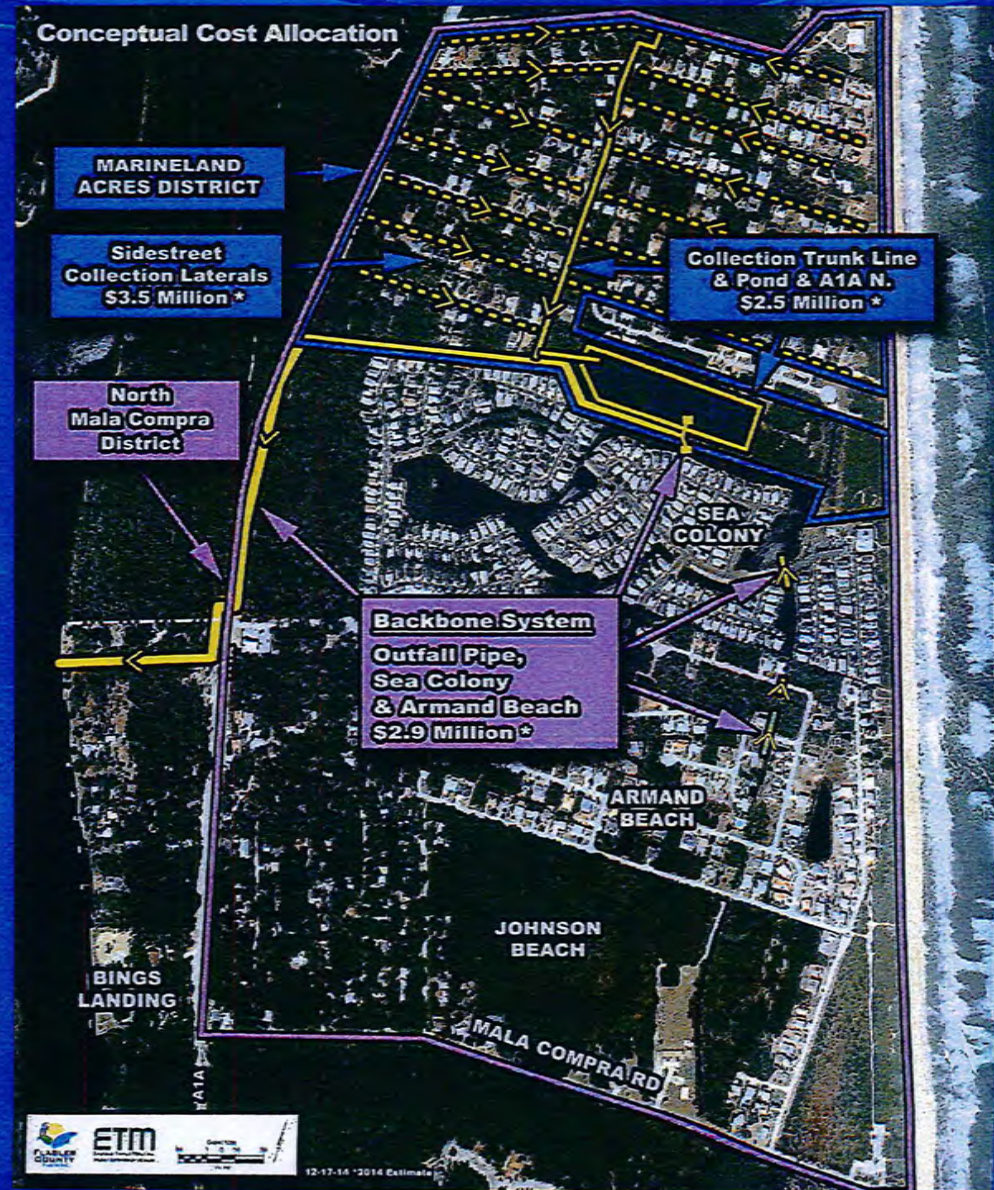 Conceptual Cost Allocation
MARINELAND
ACRES DISTRICT
Sidestreet
Collection Laterals
$3.5 Million *
Collection Trunk Line
& Pond & A1A N.
$2.5 Million *
North
Mala Compra
District
SEA
COLONY
Backbone System
Outfall Pipe,
Sea Colony
& Armand Beach
$2.9 Million *
ARMAND
BEACH
JOHNSON
BEACH
BINGS
LANDING
MALA COMPRA RD
A1A
FLAGLER
COUNTY
ETM
12-17-14 *2014 Estimate